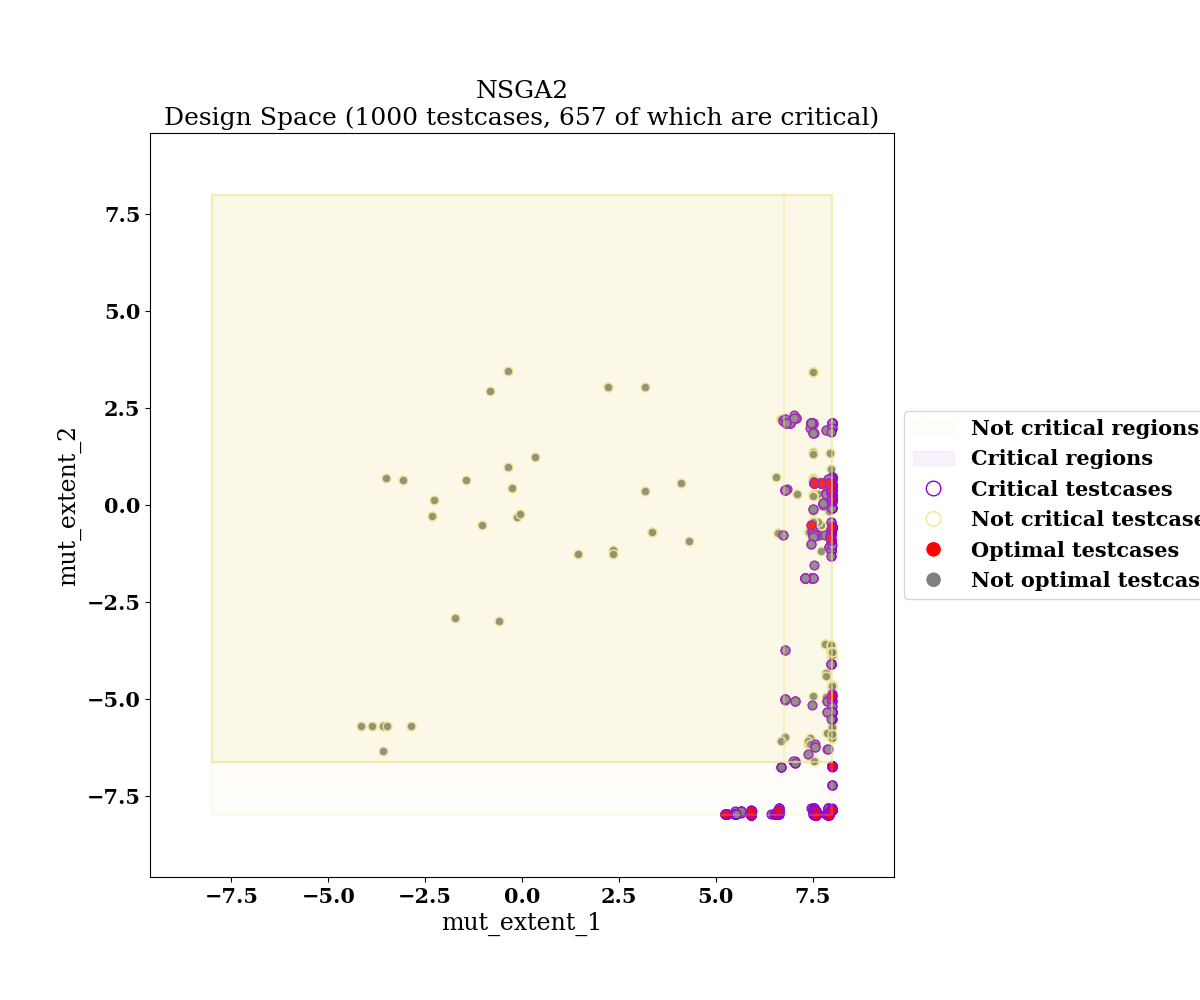 NSGA2
Design Space (1000 testcases, 657 of which are critical)
7.5
5.0
2.5
0.0
−2.5
−5.0
−7.5
mut_extent_2
−7.5 −5.0 −2.5 0.0 2.5 5.0 7.5
mut_extent_1
Not critical regions
Critical regions
Critical testcases
Not critical testcase
Optimal testcases
Not optimal testcas